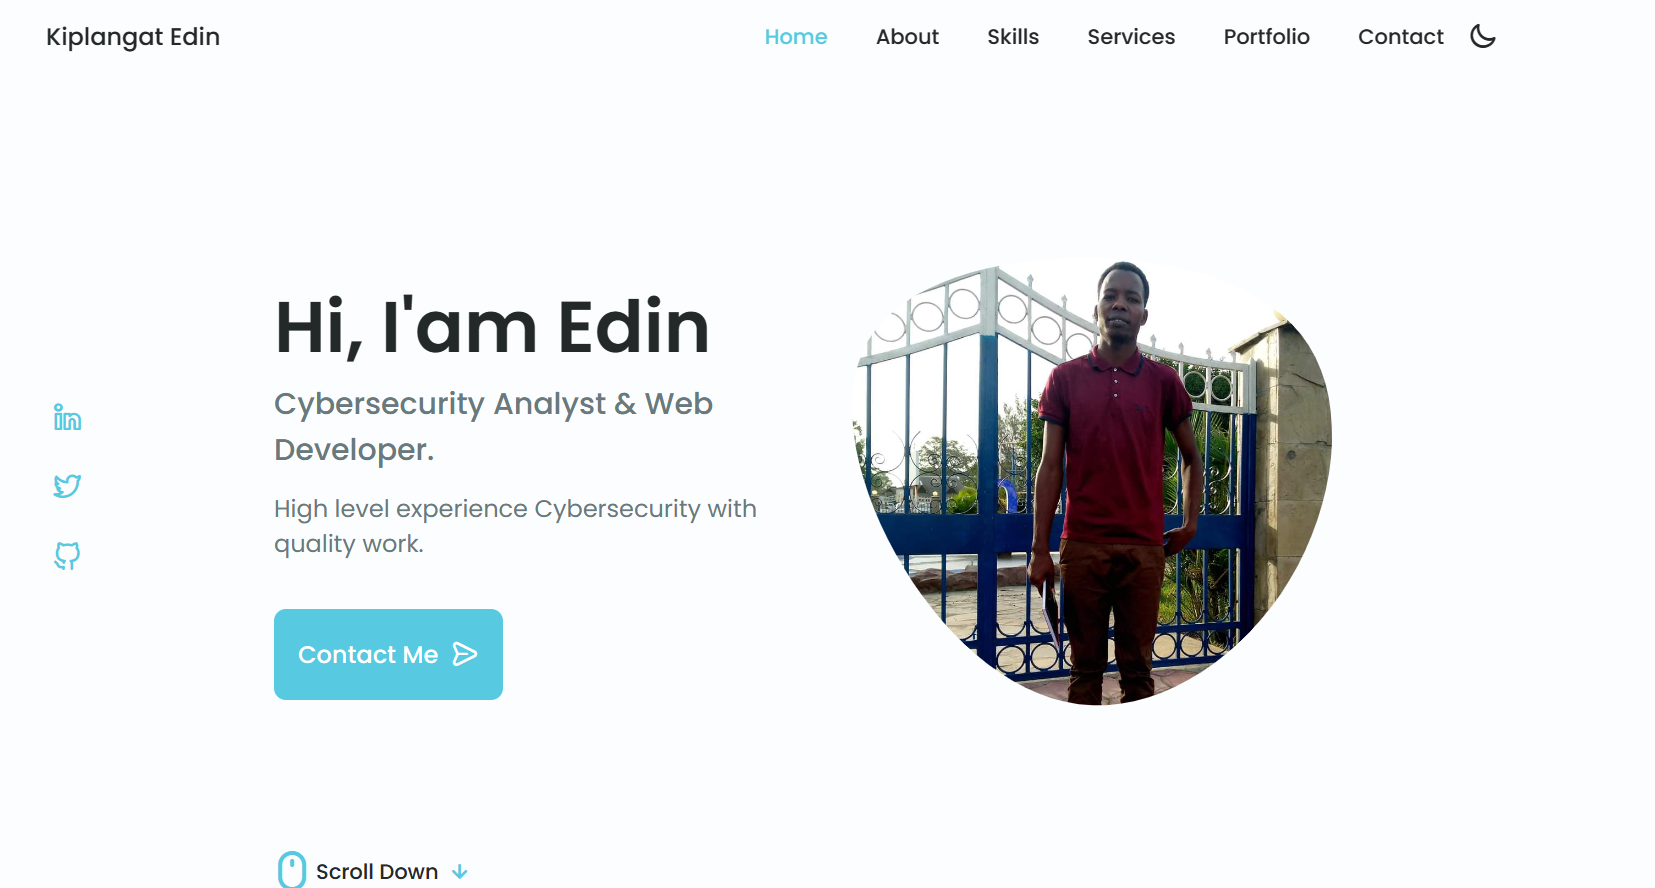 Kiplangat Edin
Home About Skills Services Portfolio Contact
Hi, I'am Edin
Cybersecurity Analyst & Web
Developer.
High level experience Cybersecurity with
quality work.
Contact Me
Scroll Down